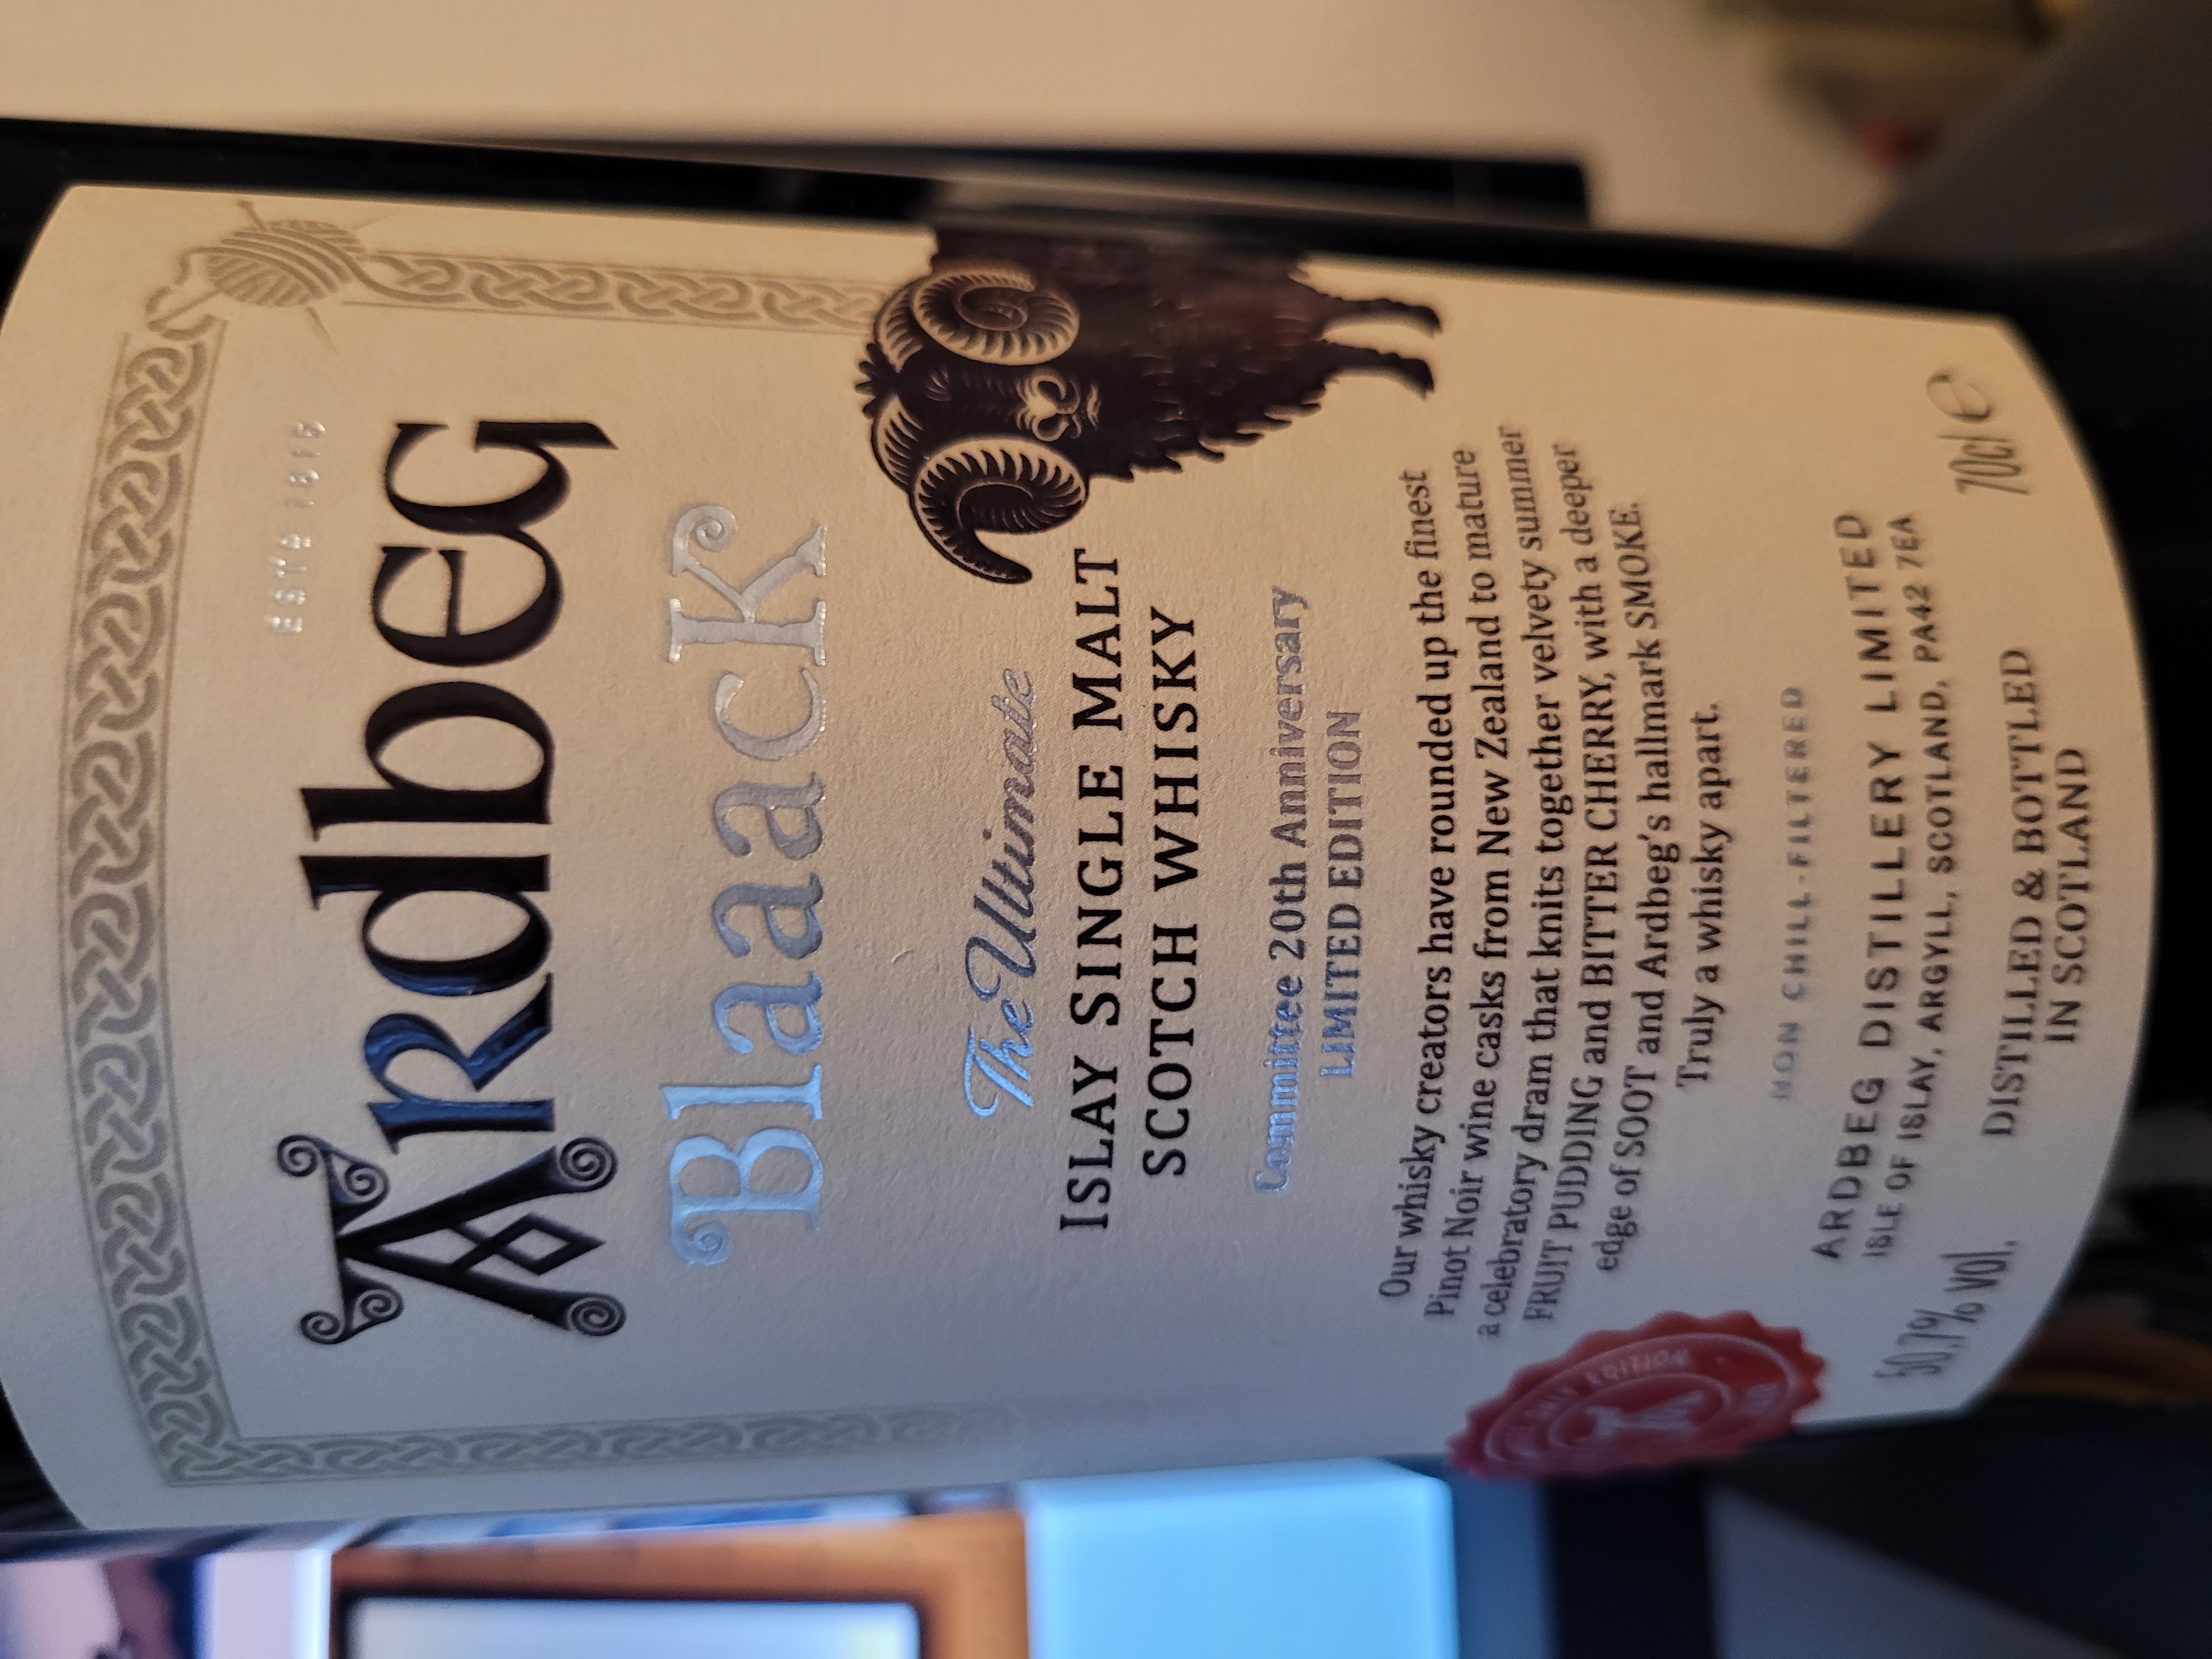 ESTD 1815
ARdbEG
BlaaacK
The Ultimate
ISLAY SINGLE MALT
SCOTCH WHISKY
Committee 20th Anniversary
LIMITED EDITION
Our whisky creators have rounded up the finest
Pinot Noir wine casks from New Zealand to mature
a celebratory dram that knits together velvety summer
FRUIT PUDDING and BITTER CHERRY, with a deeper
edge of SOOT and Ardbeg's hallmark SMOKE.
Truly a whisky apart.
EDITION
NON CHILL-FILTERED
ARDBEG DISTILLERY LIMITED
ISLE OF ISLAY, ARGYLL, SCOTLAND, PA42 7EA
50.7% vol.
70cl e
DISTILLED & BOTTLED
IN SCOTLAND